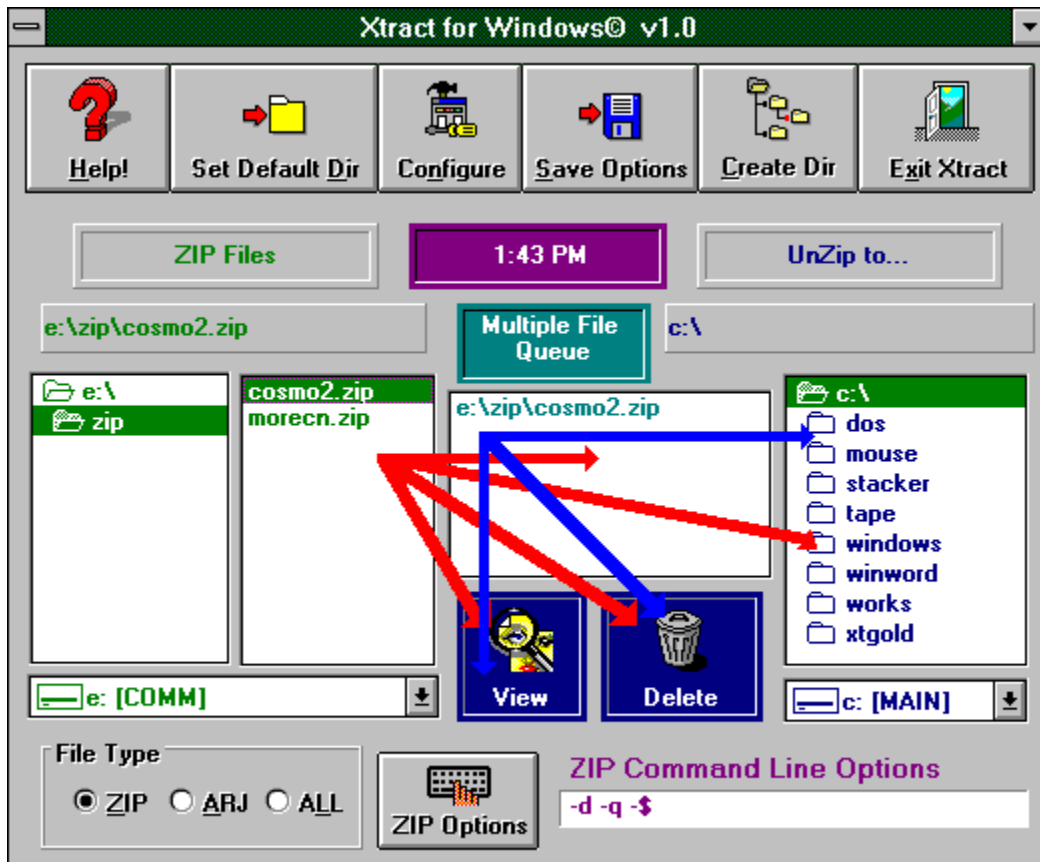 Xtract for Windows© v1.0
Help!
Set Default Dir
Configure
Save Options
Create Dir
Exit Xtract
ZIP Files
1:43 PM
UnZip to...
e:\zip\cosmo2.zip
Multiple File
Queue
c:\
e:\
zip
cosmo2.zip
morecn.zip
e:\zip\cosmo2.zip
c:\
dos
mouse
stacker
tape
windows
winword
works
xtgold
View
Delete
e: [COMM]
c: [MAIN]
File Type
ZIP
ARJ
ALL
ZIP Options
ZIP Command Line Options
-d -q -$